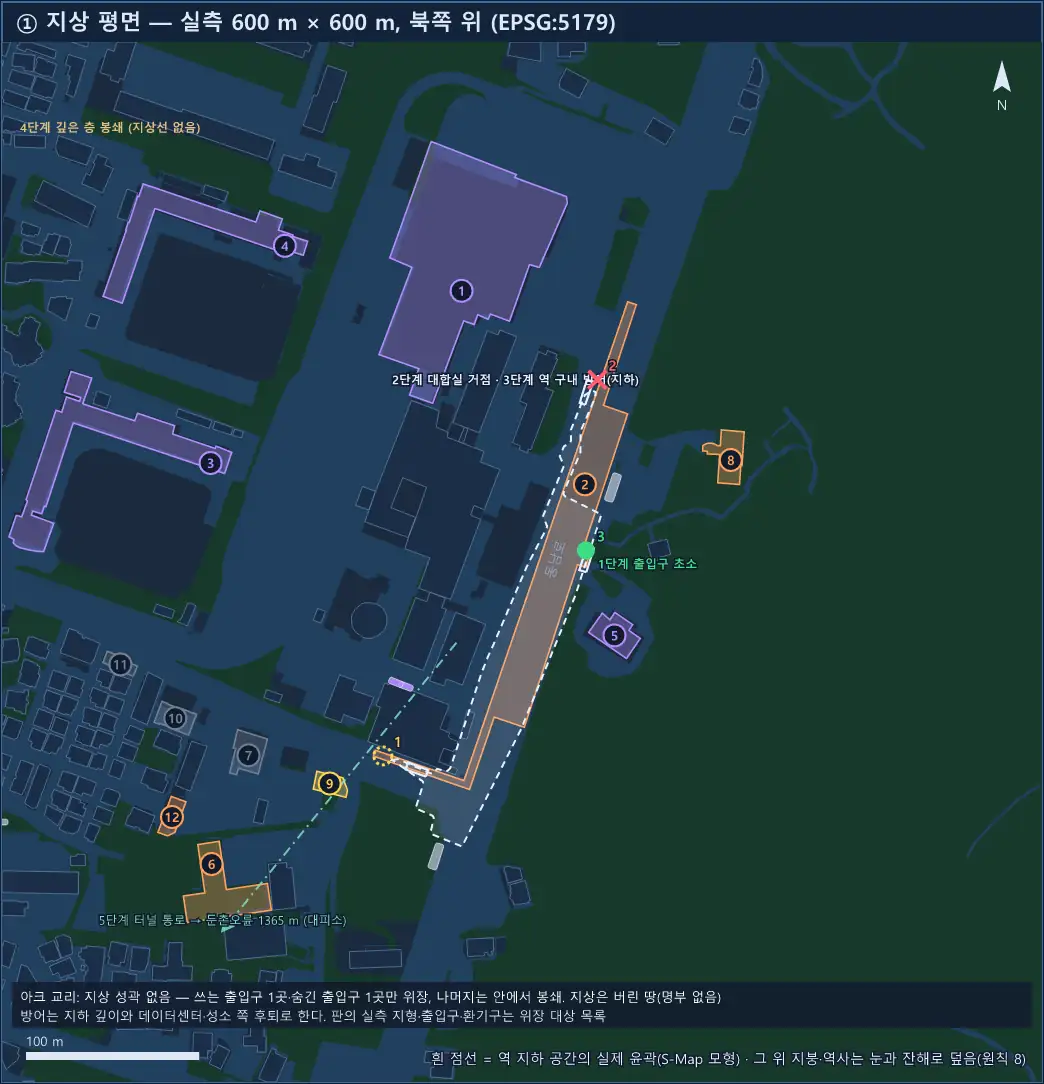 ① 지상 평면 — 실측 600 m × 600 m, 북쪽 위 (EPSG:5179)
N
4단계 깊은 층 봉쇄 (지상선 없음)
4
1
2
2단계 대합실 거점 · 3단계 역 구내 방어(지하)
3
8
2
3
1단계 출입구 초소
5
11
10
7
1
9
12
6
5단계 터널 통로 → 둔촌오륜 1365 m (대피소)
아크 교리: 지상 성곽 없음 — 쓰는 출입구 1곳·숨긴 출입구 1곳만 위장, 나머지는 안에서 봉쇄. 지상은 버린 땅(명부 없음)
방어는 지하 깊이와 데이터센터·성소 쪽 후퇴로 한다. 판의 실측 지형·출입구·환기구는 위장 대상 목록
100 m
흰 점선 = 역 지하 공간의 실제 윤곽(S-Map 모형) · 그 위 지붕·역사는 눈과 잔해로 덮음(원칙 8)